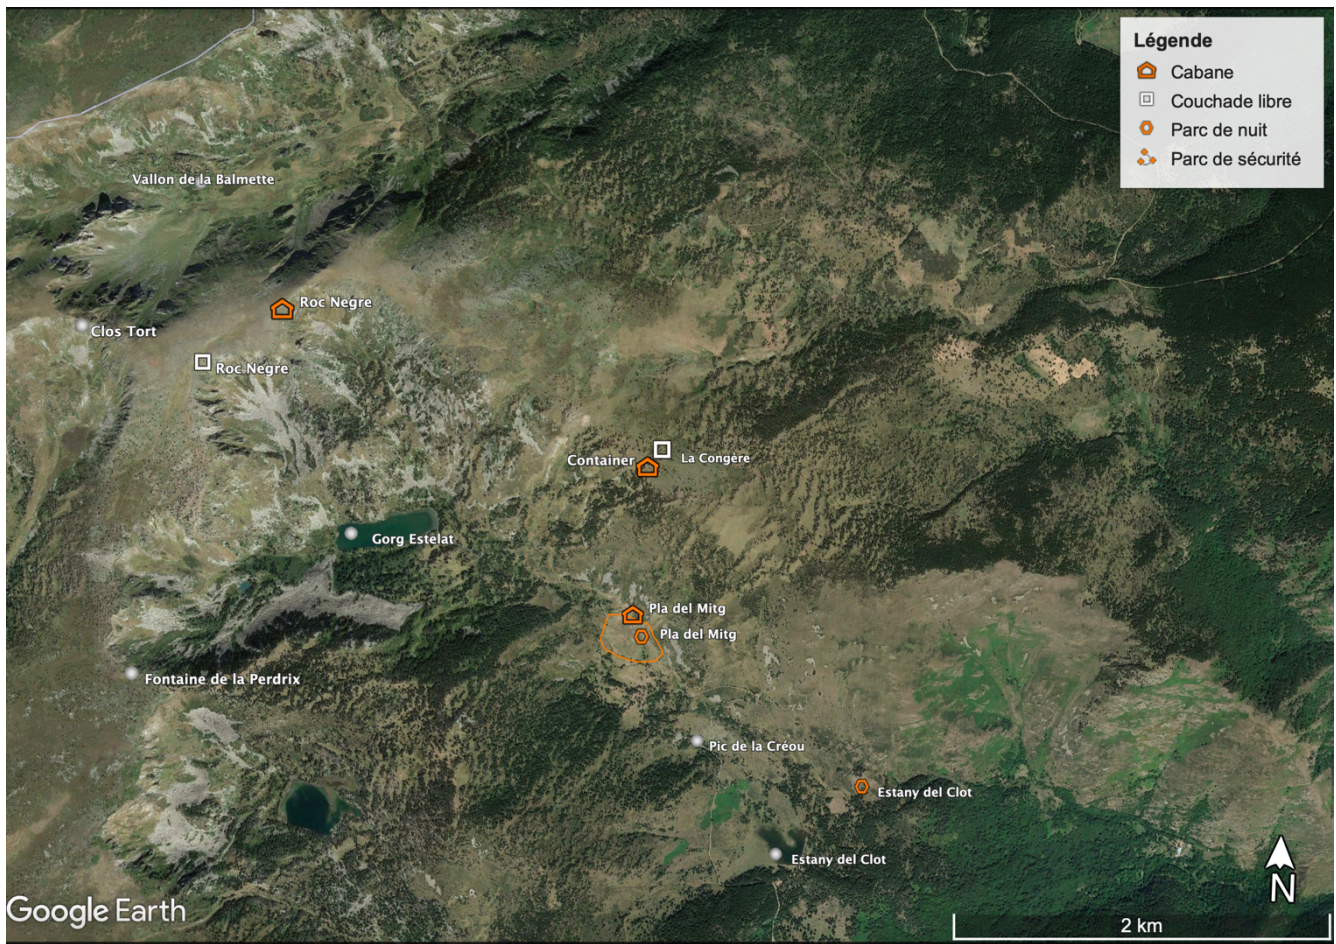 Légende
Cabane
Couchade libre
Parc de nuit
Parc de sécurité
Vallon de la Balmette
Roc Negre
Clos Tort
Roc Negre
Container
La Congère
Gorg Estelat
Pla del Mitg
Pla del Mitg
Fontaine de la Perdrix
Pic de la Créou
Estany del Clot
Estany del Clot
N
Google Earth
2 km